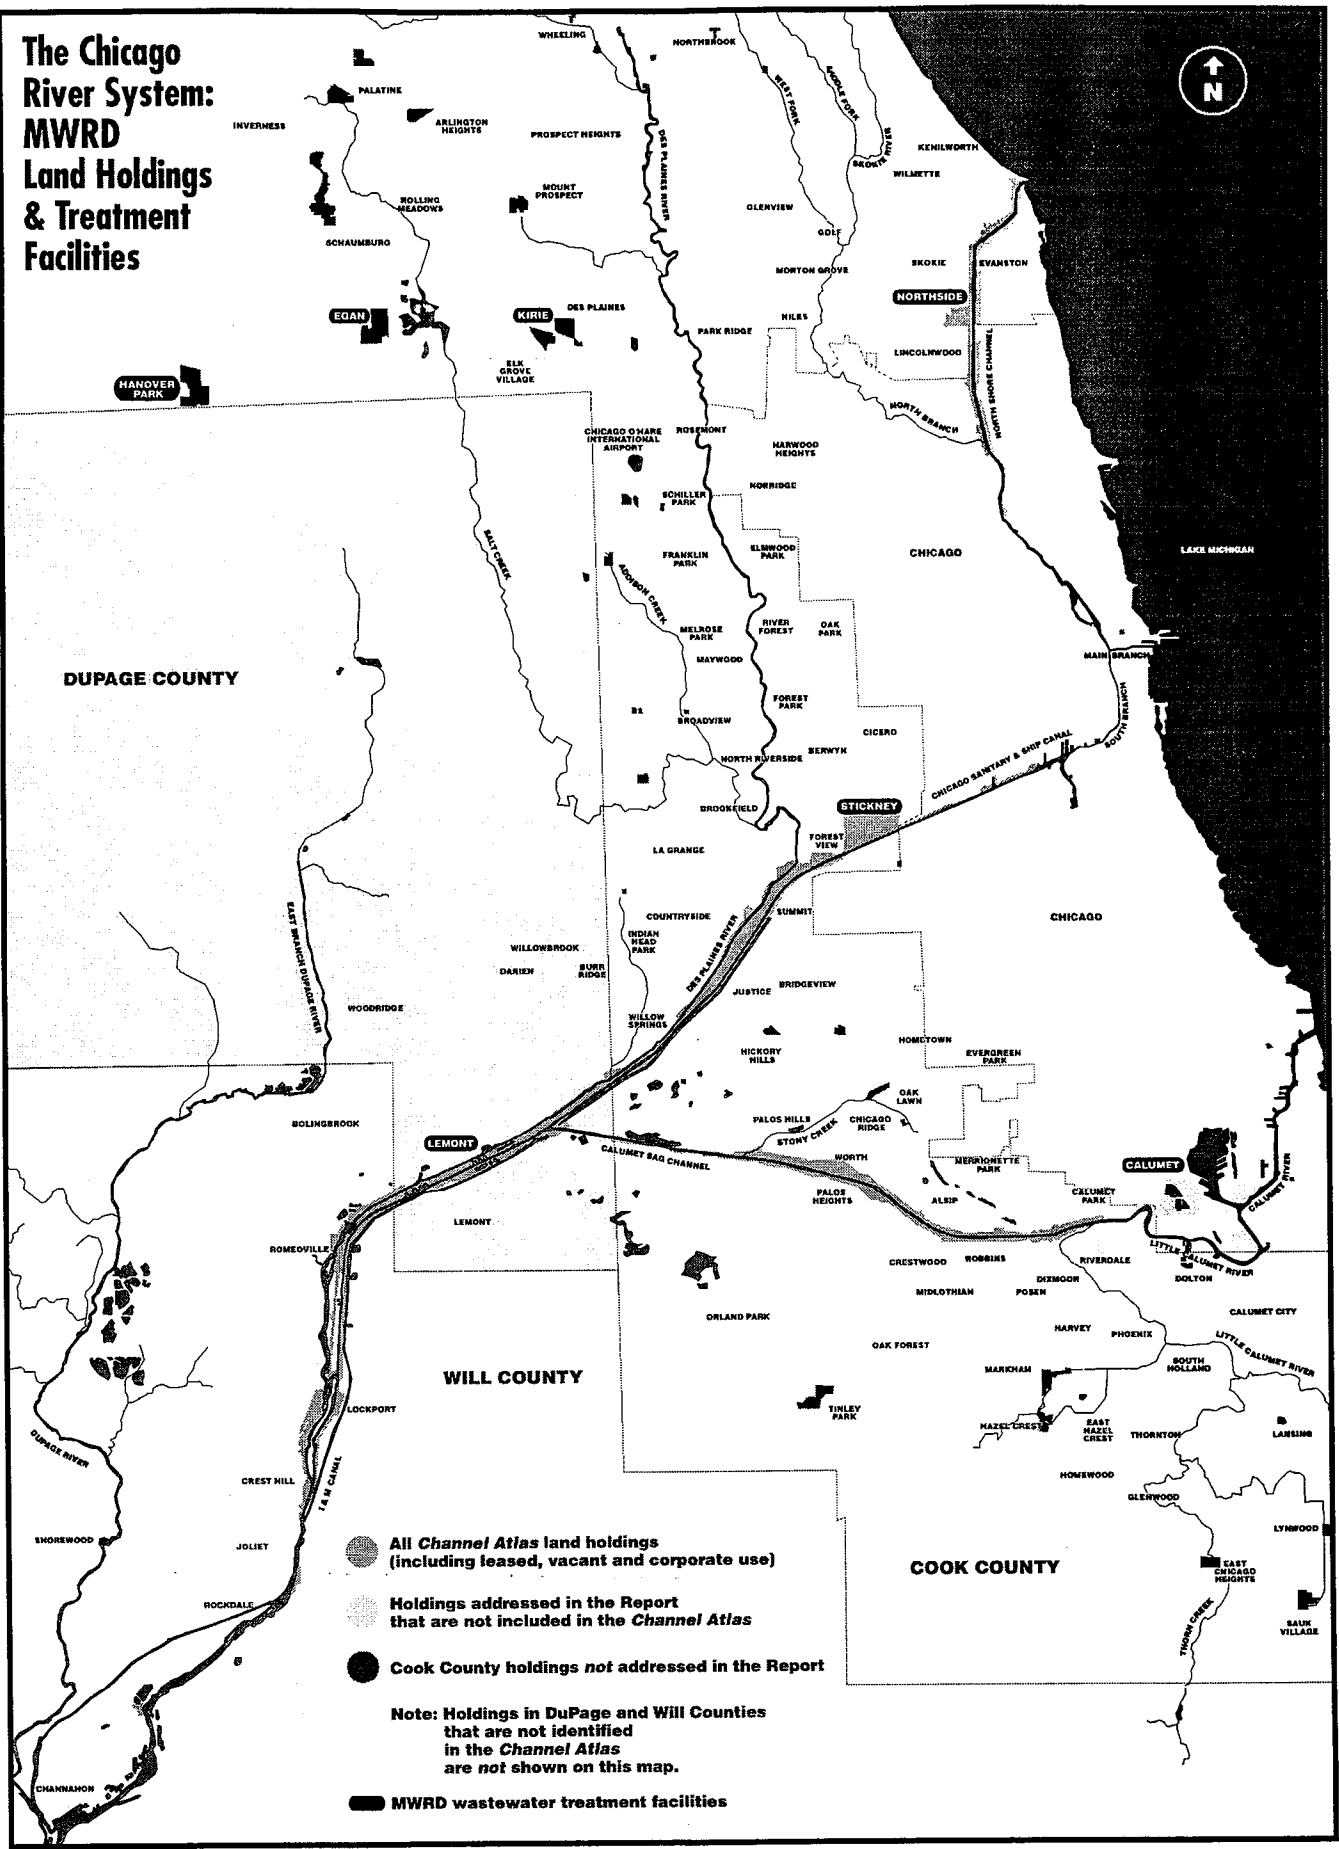 The Chicago
River System:
MWRD
Land Holdings
& Treatment
Facilities
N
WHEELING
NORTHBROOK
PALATINE
INVERNESS
ARLINGTON
HEIGHTS
PROSPECT HEIGHTS
DES PLAINES RIVER
WEST FORK
MIDDLE FORK
SKOKIE RIVER
KENILWORTH
WILMETTE
ROLLING
MEADOWS
MOUNT
PROSPECT
GLENVIEW
GOLF
SCHAUMBURG
MORTON GROVE
SKOKIE
EVANSTON
NORTHSIDE
EGAN
KIRIE
DES PLAINES
PARK RIDGE
NILES
LINCOLNWOOD
NORTH SHORE CHANNEL
ELK
GROVE
VILLAGE
HANOVER
PARK
NORTH BRANCH
CHICAGO O'HARE
INTERNATIONAL
AIRPORT
ROSEMONT
HARWOOD
HEIGHTS
NORRIDGE
SCHILLER
PARK
SALT CREEK
FRANKLIN
PARK
ELMWOOD
PARK
CHICAGO
LAKE MICHIGAN
ADDISON CREEK
MELROSE
PARK
RIVER
FOREST
OAK
PARK
MAYWOOD
MAIN BRANCH
DUPAGE COUNTY
FOREST
PARK
BROADVIEW
CICERO
SOUTH BRANCH
NORTH RIVERSIDE
BERWYN
CHICAGO SANITARY & SHIP CANAL
BROOKFIELD
STICKNEY
FOREST
VIEW
LA GRANGE
EAST BRANCH DUPAGE RIVER
COUNTRYSIDE
SUMMIT
CHICAGO
INDIAN
HEAD
PARK
DES PLAINES RIVER
WILLOWBROOK
DARIEN
BURR
RIDGE
JUSTICE
BRIDGEVIEW
WOODRIDGE
WILLOW
SPRINGS
HOMETOWN
HICKORY
HILLS
EVERGREEN
PARK
OAK
LAWN
BOLINGBROOK
PALOS HILLS
CHICAGO
RIDGE
STONY CREEK
LEMONT
CALUMET SAG CHANNEL
WORTH
MERRIONETTE
PARK
CALUMET
PALOS
HEIGHTS
ALSIP
CALUMET
PARK
CALUMET RIVER
LEMONT
ROMEOVILLE
CRESTWOOD
ROBBINS
RIVERDALE
LITTLE CALUMET RIVER
DOLTON
DIXMOOR
MIDLOTHIAN
POSEN
ORLAND PARK
CALUMET CITY
HARVEY
PHOENIX
OAK FOREST
LITTLE CALUMET RIVER
SOUTH
HOLLAND
MARKHAM
WILL COUNTY
LOCKPORT
TINLEY
PARK
HAZEL CREST
EAST
HAZEL
CREST
THORNTON
LANSING
DUPAGE RIVER
CREST HILL
I & M CANAL
HOMEWOOD
GLENWOOD
SHOREWOOD
JOLIET
LYNWOOD
COOK COUNTY
EAST
CHICAGO
HEIGHTS
ROCKDALE
THORN CREEK
SAUK
VILLAGE
CHANNAHON
All Channel Atlas land holdings
(including leased, vacant and corporate use)
Holdings addressed in the Report
that are not included in the Channel Atlas
Cook County holdings not addressed in the Report
Note: Holdings in DuPage and Will Counties
that are not identified
in the Channel Atlas
are not shown on this map.
MWRD wastewater treatment facilities